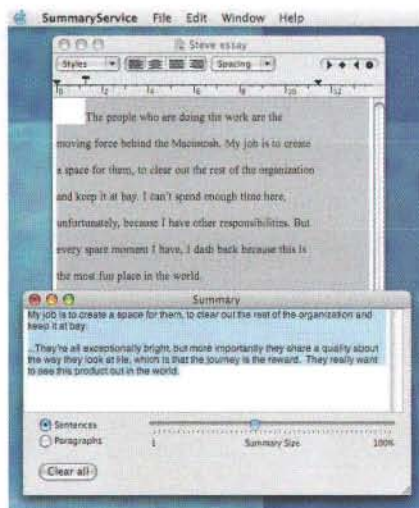 SummaryService File Edit Window Help
Steve essay
Styles Spacing
0 2 4 6 8 10 12
The people who are doing the work are the
moving force behind the Macintosh. My job is to create
a space for them, to clear out the rest of the organization
and keep it at bay. I can't spend enough time here,
unfortunately, because I have other responsibilities. But
every spare moment I have, I dash back because this is
the most fun place in the world.
Summary
My job is to create a space for them, to clear out the rest of the organization and
keep it at bay.
...They're all exceptionally bright, but more importantly they share a quality about
the way they look at life, which is that the journey is the reward. They really want
to see this product out in the world.
Sentences
Paragraphs
1 Summary Size 100%
Clear all